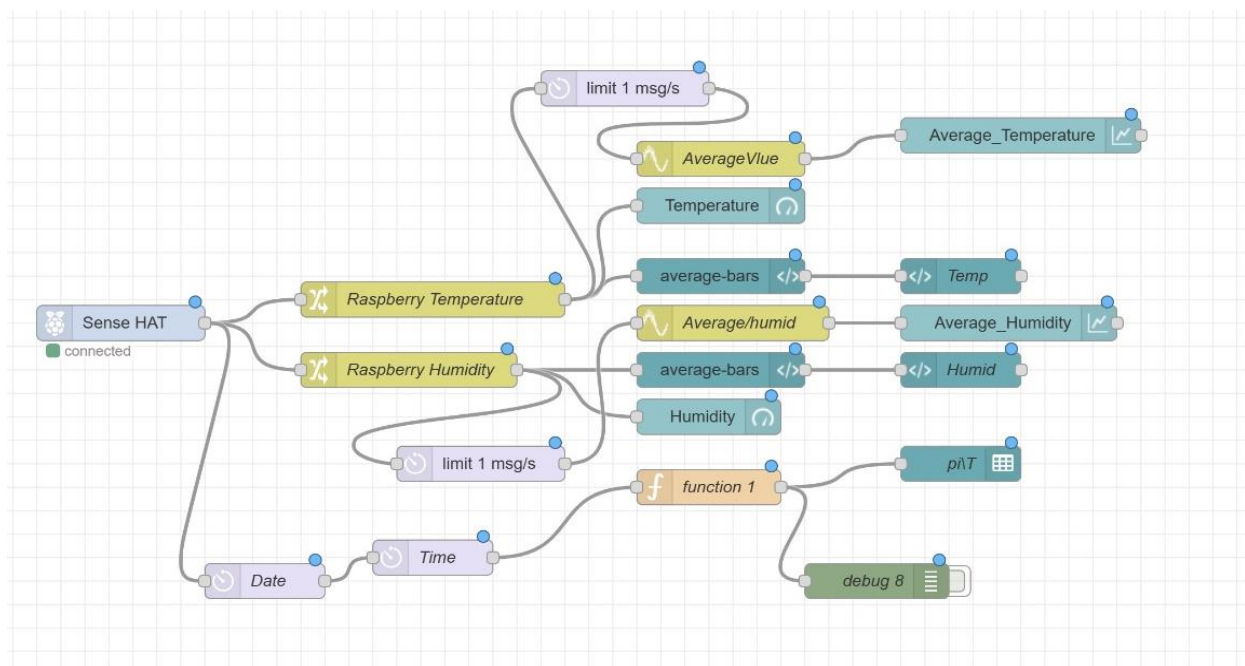 limit 1 msg/s
AverageVlue
Average_Temperature
Temperature
average-bars
Temp
Raspberry Temperature
Sense HAT
connected
Average/humid
Average_Humidity
Raspberry Humidity
average-bars
Humid
Humidity
limit 1 msg/s
pi\T
function 1
Time
Date
debug 8